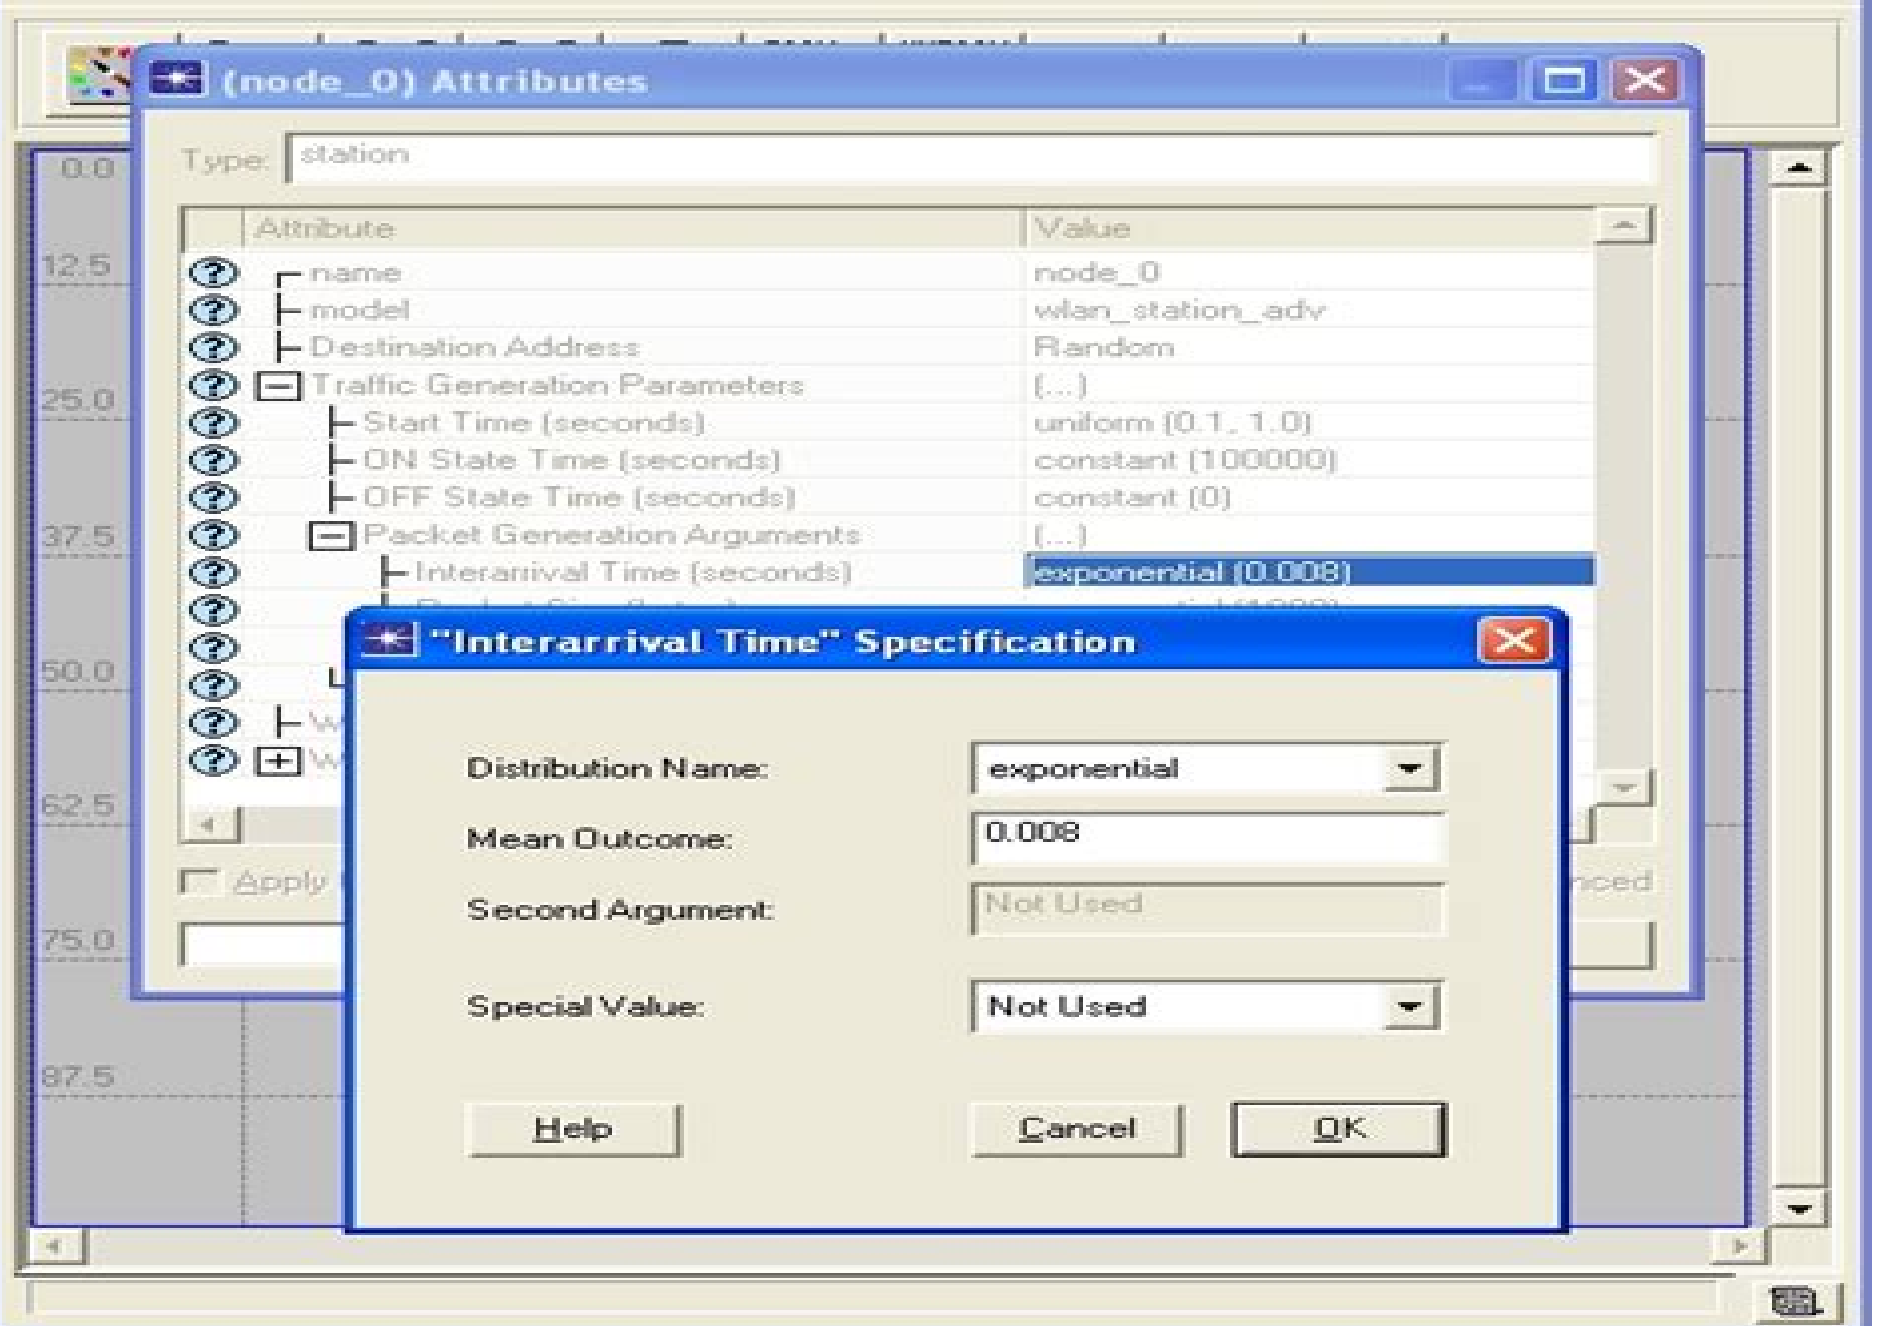 (node_0) Attributes
Type: station
Attribute Value
name node_0
model wlan_station_adv
Destination Address Random
Traffic Generation Parameters (...)
Start Time (seconds) uniform (0.1, 1.0)
ON State Time (seconds) constant (100000)
OFF State Time (seconds) constant (0)
Packet Generation Arguments (...)
Interarrival Time (seconds) exponential (0.008)
"Interarrival Time" Specification
Distribution Name: exponential
Mean Outcome: 0.008
Second Argument: Not Used
Special Value: Not Used
Help Cancel OK
Apply
0.0
12.5
25.0
37.5
50.0
62.5
75.0
87.5